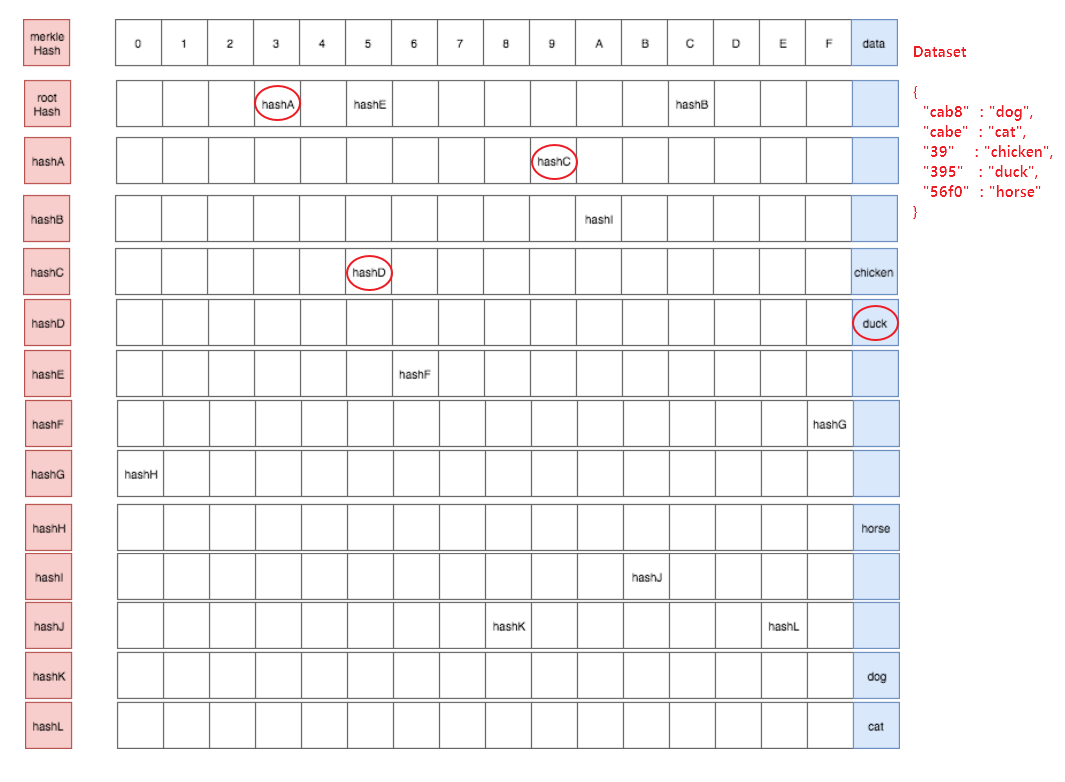 merkle Hash 0 1 2 3 4 5 6 7 8 9 A B C D E F data
root Hash hashA hashE hashB
hashA hashC
hashB hashI
hashC hashD chicken
hashD duck
hashE hashF
hashF hashG
hashG hashH
hashH horse
hashI hashJ
hashJ hashK hashL
hashK dog
hashL cat
Dataset
{
"cab8" : "dog",
"cabe" : "cat",
"39" : "chicken",
"395" : "duck",
"56f0" : "horse"
}